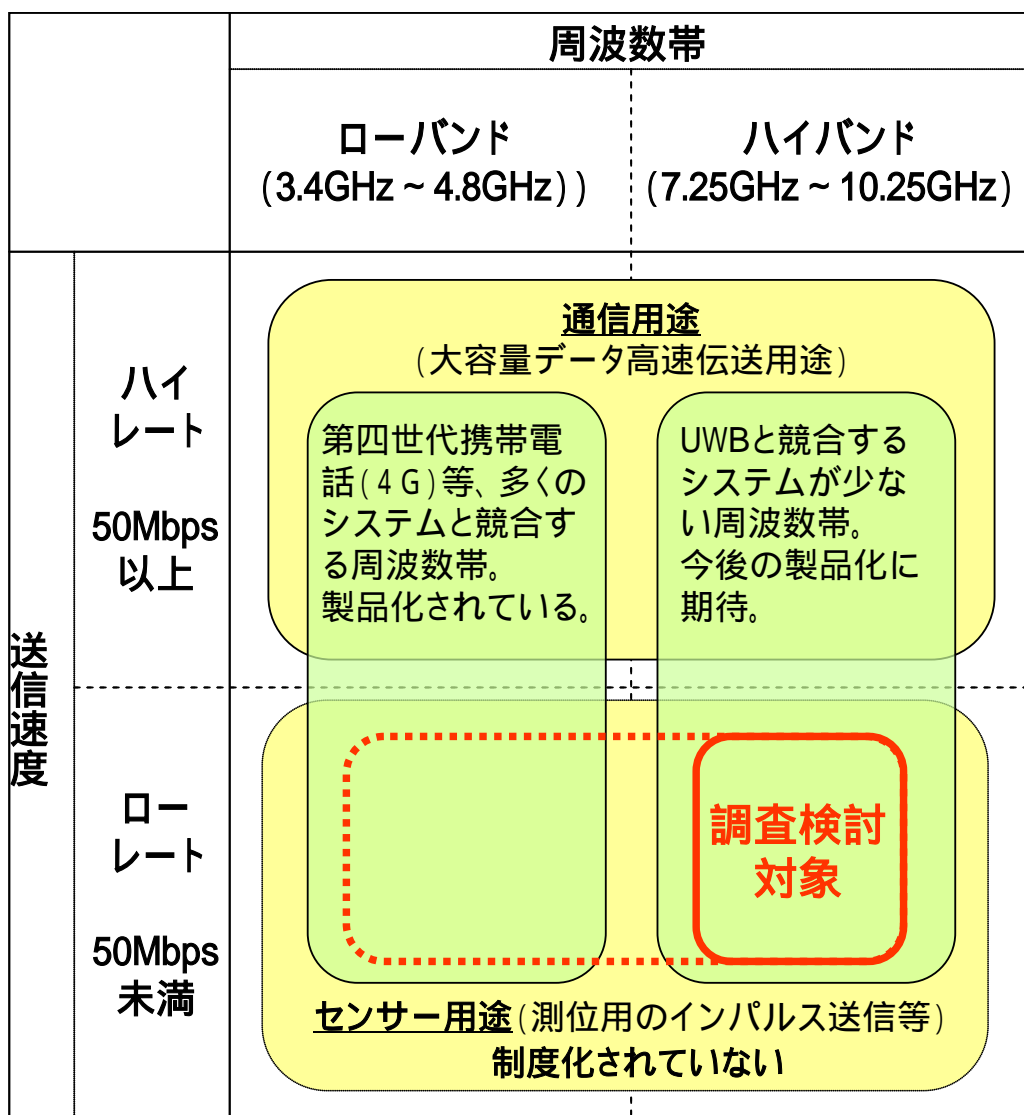 周波数帯
ローバンド
(3.4GHz ~ 4.8GHz))
ハイバンド
(7.25GHz ~ 10.25GHz)
送信速度
ハイ
レート
50Mbps
以上
通信用途
(大容量データ高速伝送用途)
第四世代携帯電
話(4G)等、多くの
システムと競合す
る周波数帯。
製品化されている。
UWBと競合する
システムが少な
い周波数帯。
今後の製品化に
期待。
ロー
レート
50Mbps
未満
調査検討
対象
センサー用途(測位用のインパルス送信等)
制度化されていない